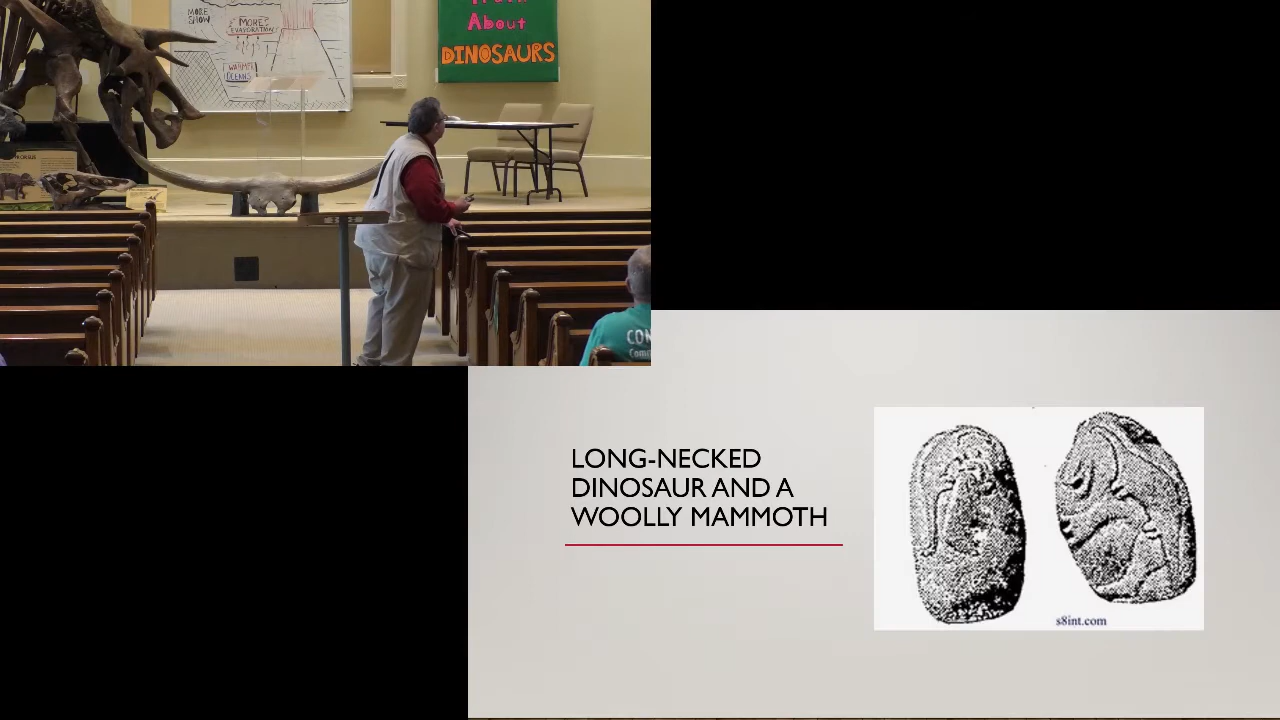 MORE
SNOW
MORE?
EVAPORATION
WARMER
OCEANS
About
DINOSAURS
LONG-NECKED
DINOSAUR AND A
WOOLLY MAMMOTH
s8int.com